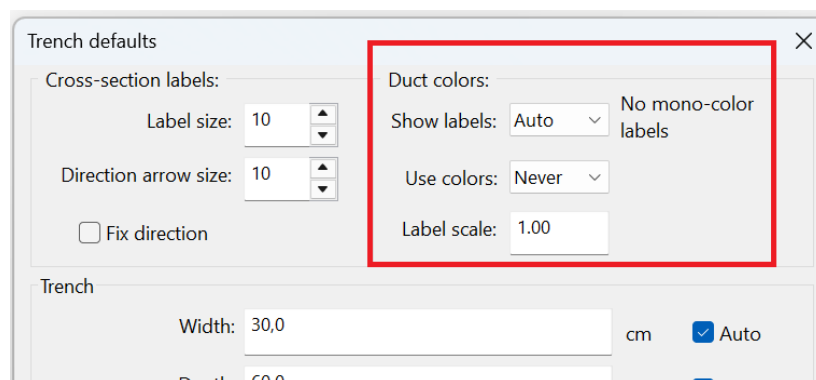 Trench defaults
Cross-section labels:
Duct colors:
Label size: 10
Show labels: Auto
No mono-color
labels
Direction arrow size: 10
Use colors: Never
Fix direction
Label scale: 1.00
Trench
Width: 30,0 cm Auto